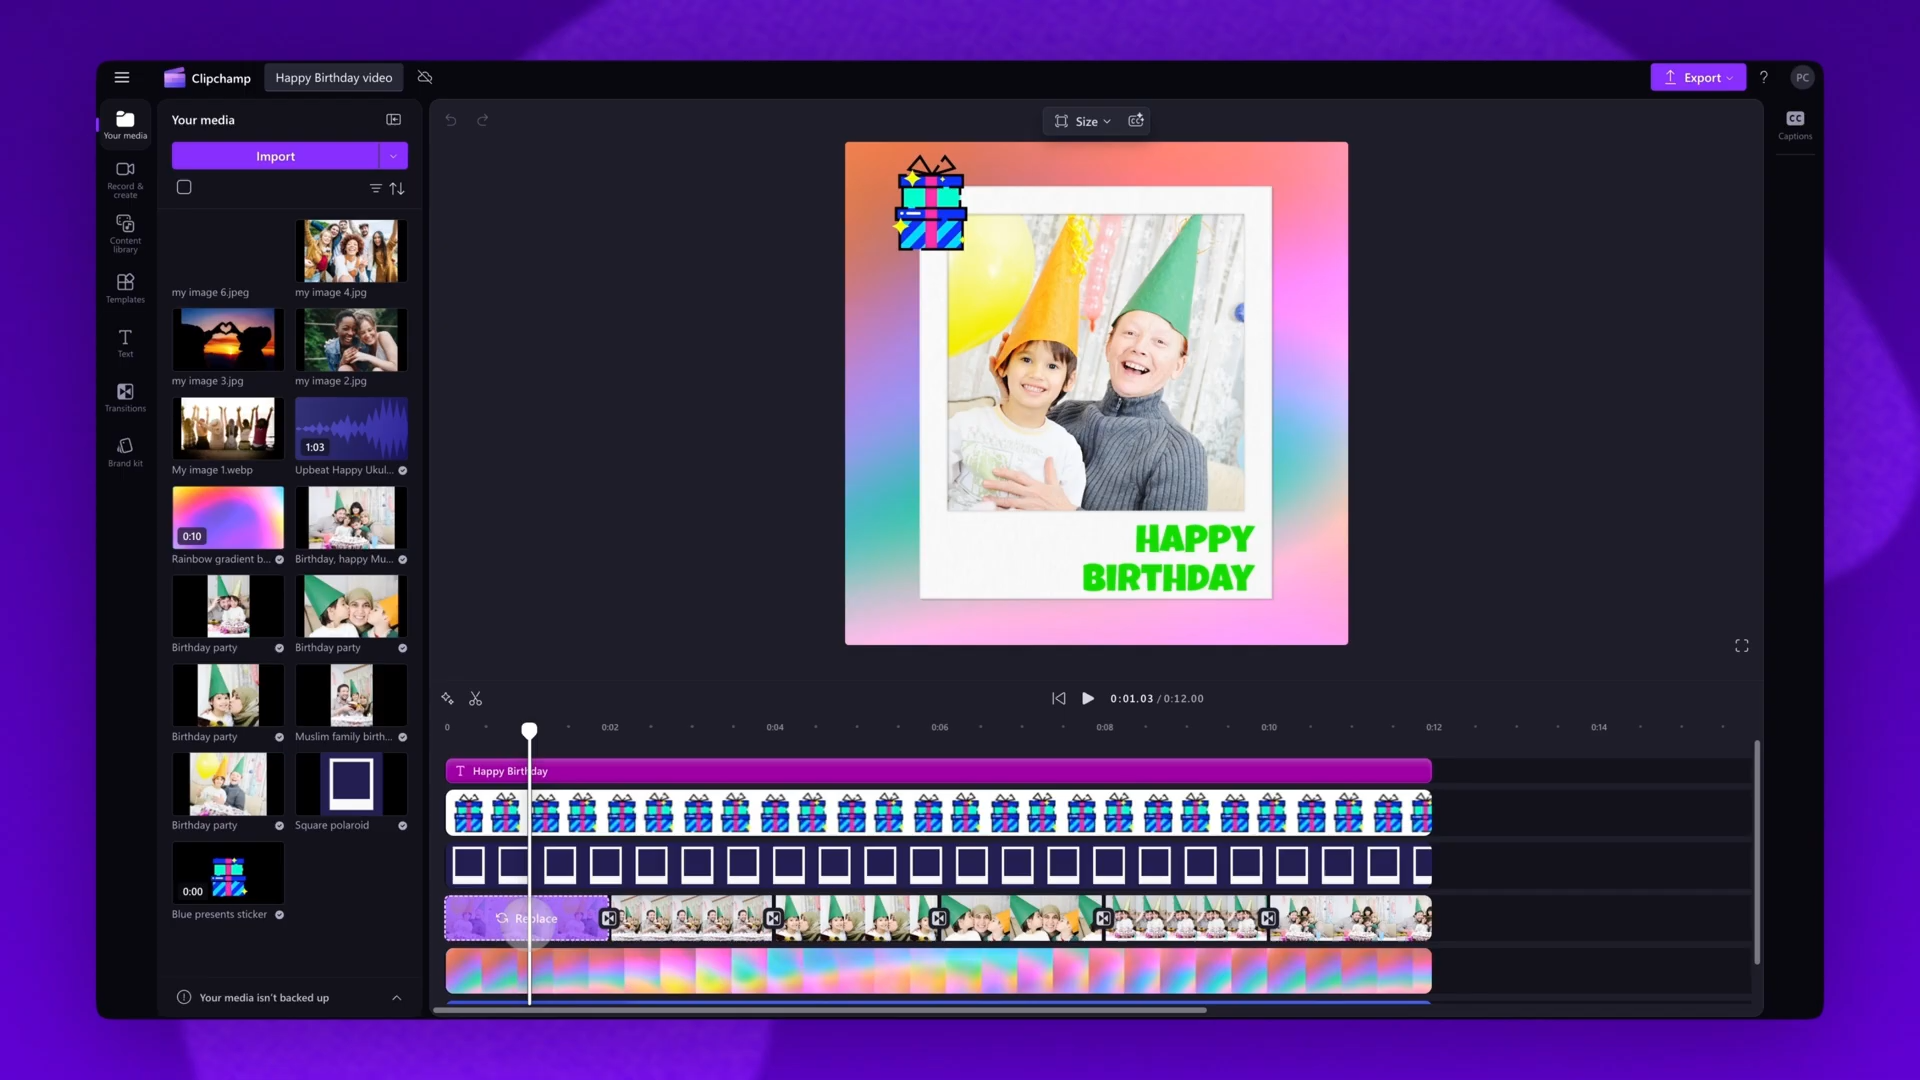 Clipchamp
Happy Birthday video
Export
?
PC
Your media
Record &
create
Content
library
Templates
Text
Transitions
Brand kit
Your media
Import
my image 6.jpeg
my image 4.jpg
my image 3.jpg
my image 2.jpg
My image 1.webp
1:03
Upbeat Happy Ukul...
0:10
Rainbow gradient b...
Birthday, happy Mu...
Birthday party
Birthday party
Birthday party
Muslim family birth...
Birthday party
Square polaroid
0:00
Blue presents sticker
Your media isn't backed up
Size
CC
Captions
HAPPY
BIRTHDAY
0:01.03 / 0:12.00
0
0:02
0:04
0:06
0:08
0:10
0:12
0:14
T Happy Birthday
Replace